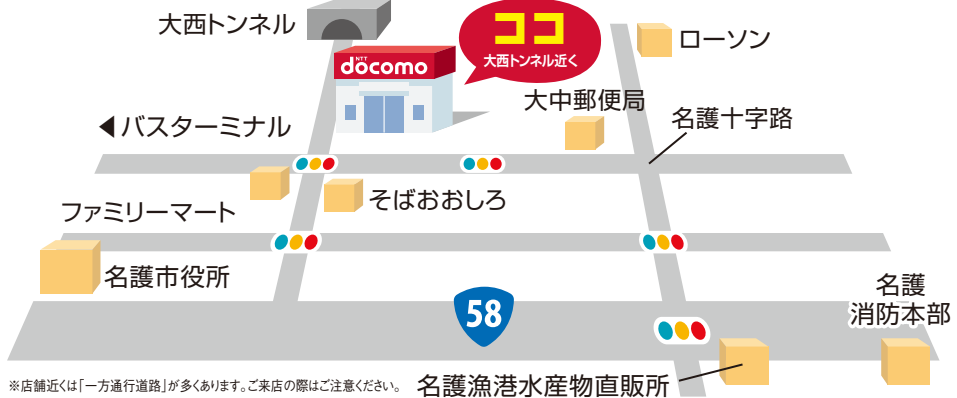 大西トンネル
ココ
大西トンネル近く
ローソン
NTT
döcomo
大中郵便局
名護十字路
◀バスターミナル
そばおおしろ
ファミリーマート
名護市役所
58
名護
消防本部
※店舗近くは「一方通行道路」が多くあります。ご来店の際はご注意ください。
名護漁港水産物直販所